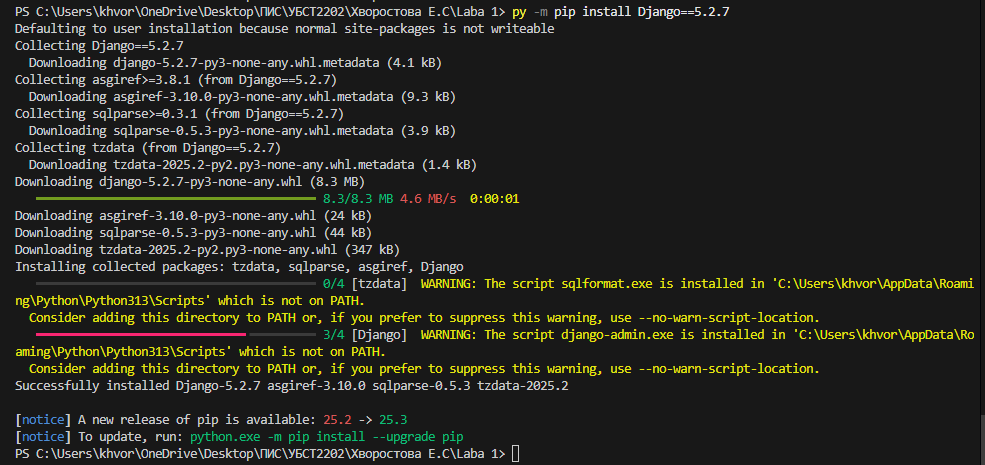 PS C:\Users\khvor\OneDrive\Desktop\ПИС\УБСТ2202\Хворостова Е.С\Laba 1> py -m pip install Django==5.2.7
Defaulting to user installation because normal site-packages is not writeable
Collecting Django==5.2.7
  Downloading django-5.2.7-py3-none-any.whl.metadata (4.1 kB)
Collecting asgiref>=3.8.1 (from Django==5.2.7)
  Downloading asgiref-3.10.0-py3-none-any.whl.metadata (9.3 kB)
Collecting sqlparse>=0.3.1 (from Django==5.2.7)
  Downloading sqlparse-0.5.3-py3-none-any.whl.metadata (3.9 kB)
Collecting tzdata (from Django==5.2.7)
  Downloading tzdata-2025.2-py2.py3-none-any.whl.metadata (1.4 kB)
Downloading django-5.2.7-py3-none-any.whl (8.3 MB)
8.3/8.3 MB 4.6 MB/s  0:00:01
Downloading asgiref-3.10.0-py3-none-any.whl (24 kB)
Downloading sqlparse-0.5.3-py3-none-any.whl (44 kB)
Downloading tzdata-2025.2-py2.py3-none-any.whl (347 kB)
Installing collected packages: tzdata, sqlparse, asgiref, Django
0/4 [tzdata]  WARNING: The script sqlformat.exe is installed in 'C:\Users\khvor\AppData\Roami
ng\Python\Python313\Scripts' which is not on PATH.
  Consider adding this directory to PATH or, if you prefer to suppress this warning, use --no-warn-script-location.
3/4 [Django]  WARNING: The script django-admin.exe is installed in 'C:\Users\khvor\AppData\Ro
aming\Python\Python313\Scripts' which is not on PATH.
  Consider adding this directory to PATH or, if you prefer to suppress this warning, use --no-warn-script-location.
Successfully installed Django-5.2.7 asgiref-3.10.0 sqlparse-0.5.3 tzdata-2025.2

[notice] A new release of pip is available: 25.2 -> 25.3
[notice] To update, run: python.exe -m pip install --upgrade pip
PS C:\Users\khvor\OneDrive\Desktop\ПИС\УБСТ2202\Хворостова Е.С\Laba 1>